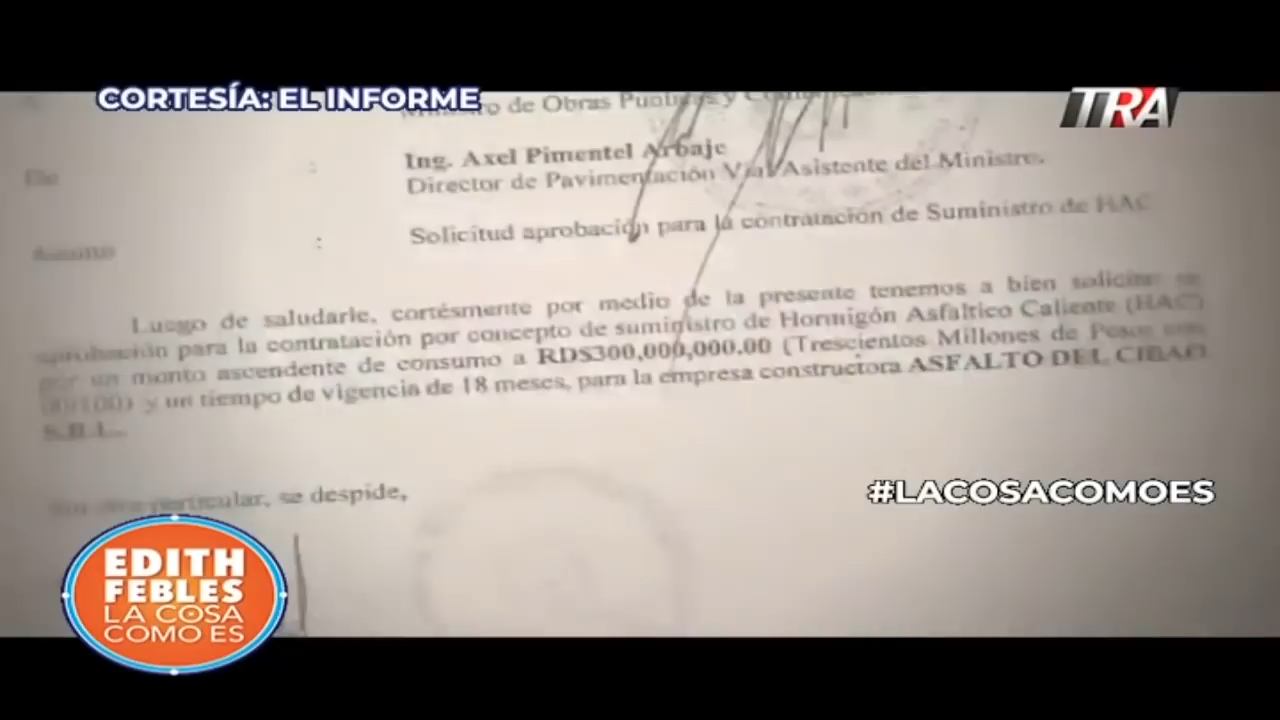 CORTESÍA: EL INFORME
TRA
de Obras Públicas y
De :
Ing. Axel Pimentel Arbaje
Director de Pavimentación Vial Asistente del Ministro.
Asunto :
Solicitud aprobación para la contratación de Suministro de HAC
Luego de saludarle, cortésmente por medio de la presente tenemos a bien solicitar
aprobación para la contratación por concepto de suministro de Hormigón Asfaltico Caliente (HAC)
por un monto ascendente de consumo a RD$300,000,000.00 (Trescientos Millones de Pesos con
00/100) y un tiempo de vigencia de 18 meses, para la empresa constructora ASFALTO DEL CIBAO
S.R.L.
particular, se despide,
#LACOSACOMOES
EDITH
FEBLES
LA COSA
COMO ES